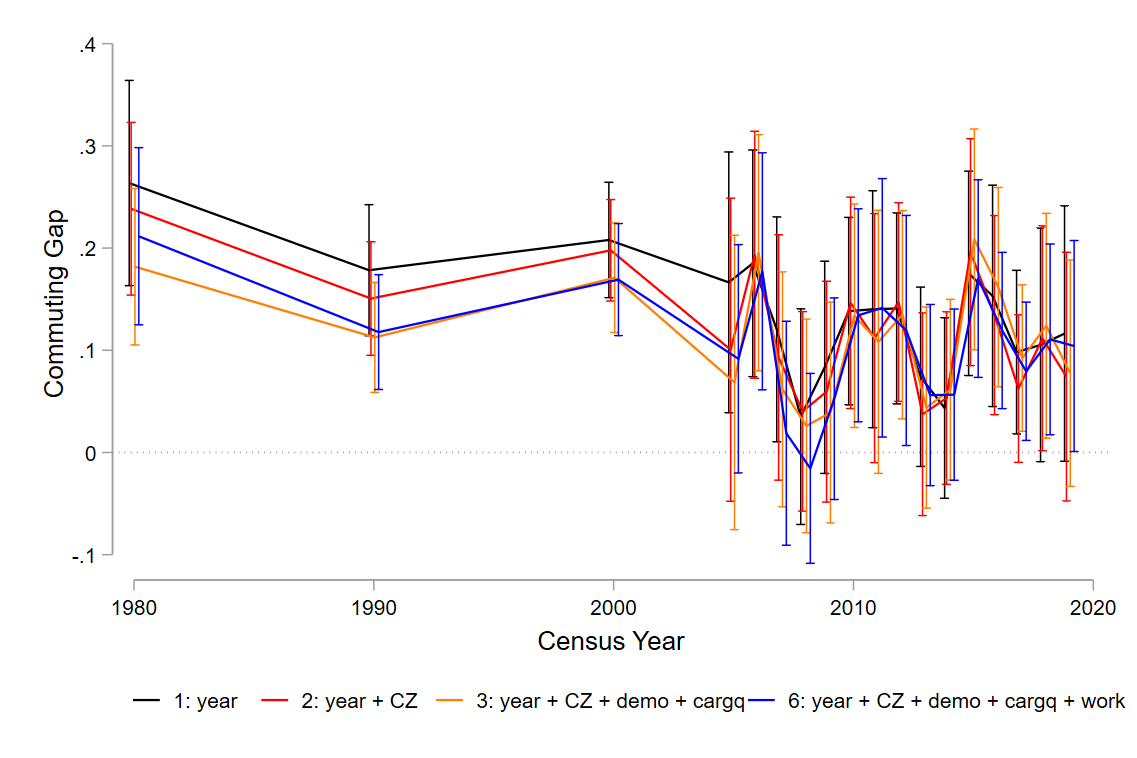 .4
.3
.2
.1
0
-.1
Commuting Gap
1980 1990 2000 2010 2020
Census Year
1: year 2: year + CZ 3: year + CZ + demo + cargq 6: year + CZ + demo + cargq + work